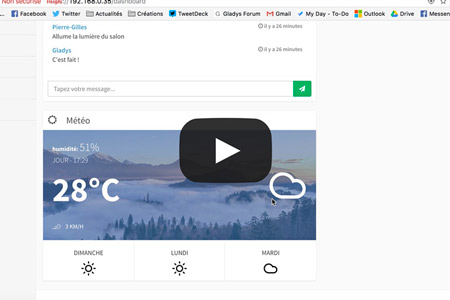 Non sécurisé https://192.168.0.35/dashboard
Facebook Twitter Actualités Créations TweetDeck Gladys Forum Gmail My Day - To-Do Outlook Drive Messen
Pierre-Gilles il y a 26 minutes
Allume la lumière du salon
Gladys il y a 26 minutes
C'est fait !
Tapez votre message...
Météo
humidité: 51%
JOUR - 17:29
28°C
3 KM/H
DIMANCHE LUNDI MARDI